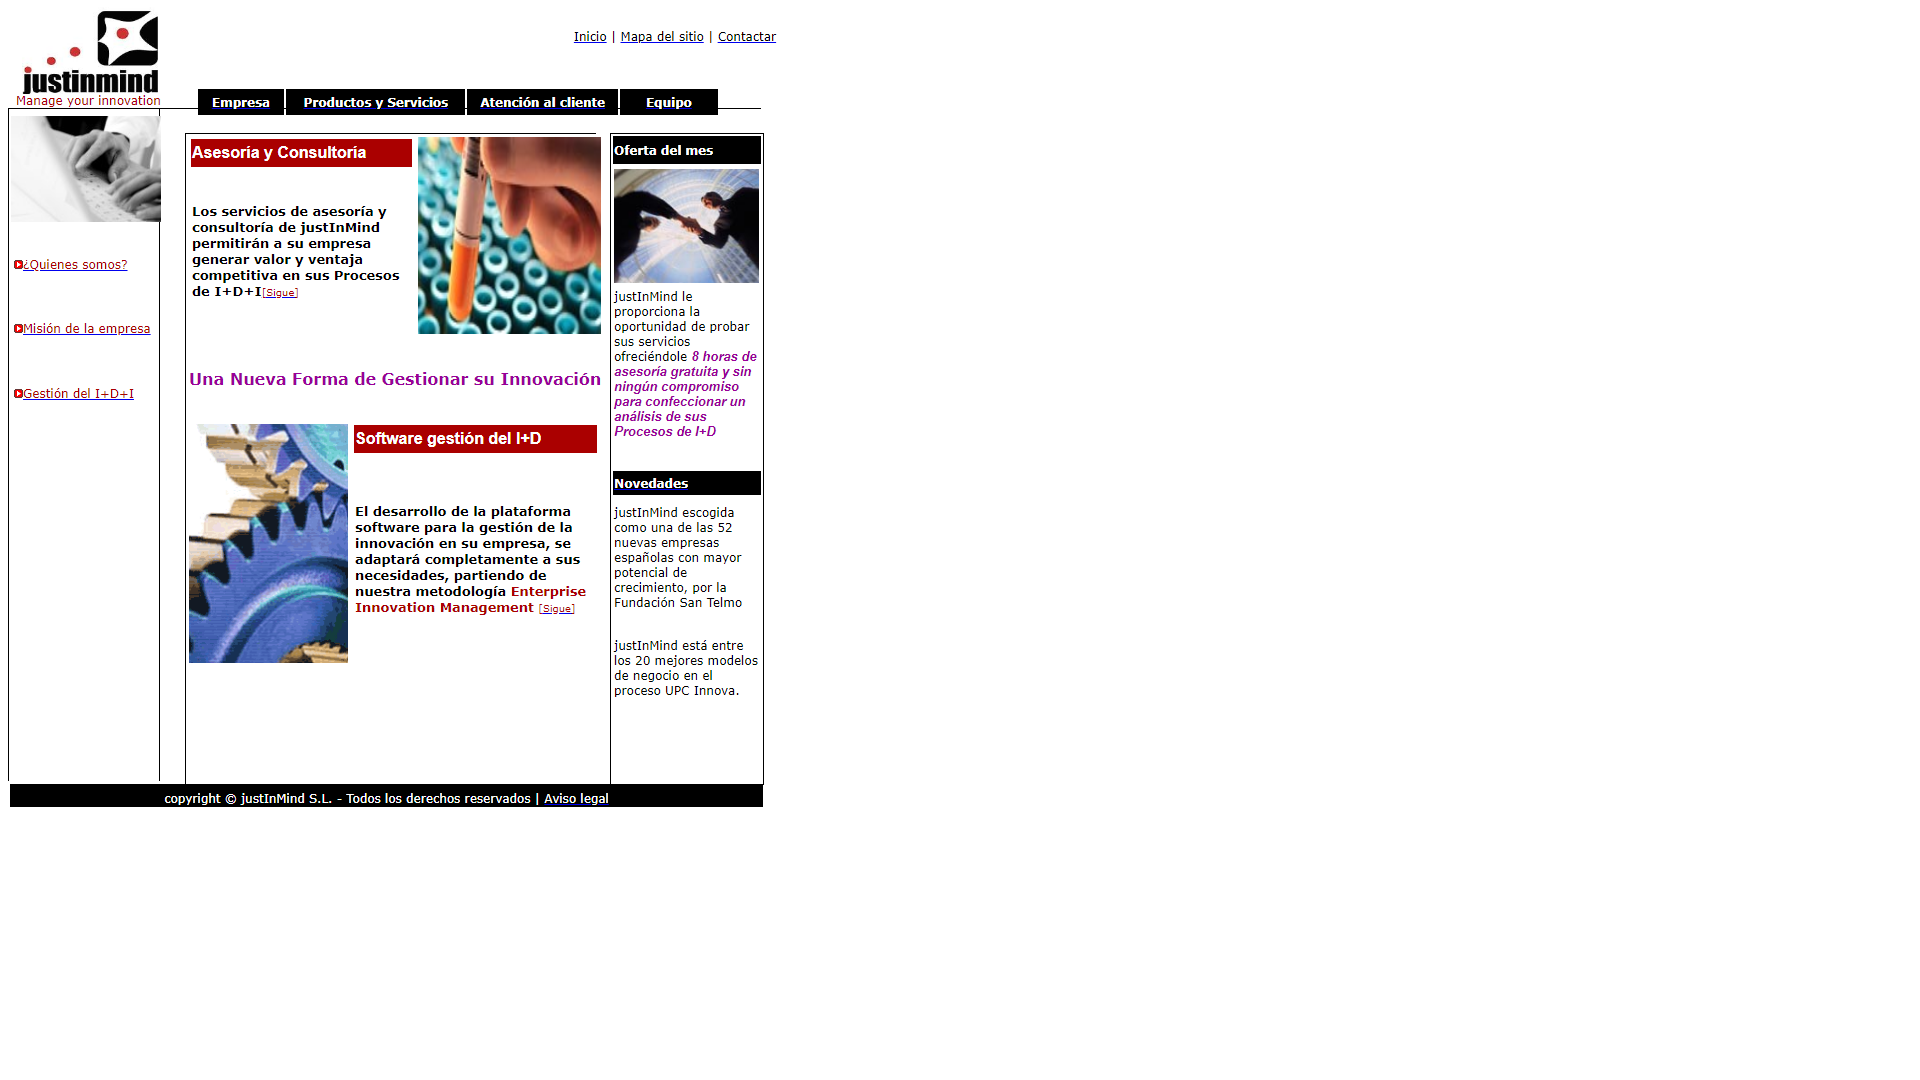 Inicio | Mapa del sitio | Contactar
justinmind
Manage your innovation
Empresa
Productos y Servicios
Atención al cliente
Equipo
¿Quienes somos?
Misión de la empresa
Gestión del I+D+I
Asesoría y Consultoría
Los servicios de asesoría y
consultoría de justInMind
permitirán a su empresa
generar valor y ventaja
competitiva en sus Procesos
de I+D+I[Sigue]
Una Nueva Forma de Gestionar su Innovación
Software gestión del I+D
El desarrollo de la plataforma
software para la gestión de la
innovación en su empresa, se
adaptará completamente a sus
necesidades, partiendo de
nuestra metodología Enterprise
Innovation Management [Sigue]
Oferta del mes
justInMind le
proporciona la
oportunidad de probar
sus servicios
ofreciéndole 8 horas de
asesoría gratuita y sin
ningún compromiso
para confeccionar un
análisis de sus
Procesos de I+D
Novedades
justInMind escogida
como una de las 52
nuevas empresas
españolas con mayor
potencial de
crecimiento, por la
Fundación San Telmo
justInMind está entre
los 20 mejores modelos
de negocio en el
proceso UPC Innova.
copyright © justInMind S.L. - Todos los derechos reservados | Aviso legal